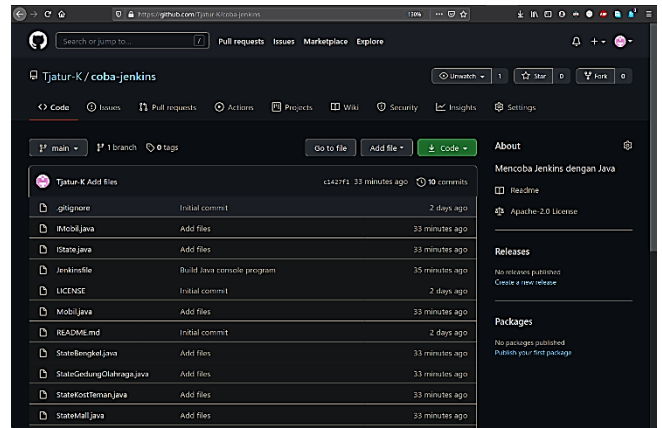 https://github.com/Tjatur-K/coba-jenkins
150%
Search or jump to...
/
Pull requests Issues Marketplace Explore
Tjatur-K / coba-jenkins
Unwatch 1 Star 0 Fork 0
Code Issues Pull requests Actions Projects Wiki Security Insights Settings
main 1 branch 0 tags Go to file Add file Code
Tjatur-K Add files c1427f1 33 minutes ago 10 commits
.gitignore Initial commit 2 days ago
IMobil.java Add files 33 minutes ago
IState.java Add files 33 minutes ago
Jenkinsfile Build Java console program 35 minutes ago
LICENSE Initial commit 2 days ago
Mobil.java Add files 33 minutes ago
README.md Initial commit 2 days ago
StateBengkel.java Add files 33 minutes ago
StateGedungOlahraga.java Add files 33 minutes ago
StateKostTeman.java Add files 33 minutes ago
StateMall.java Add files 33 minutes ago
About
Mencoba Jenkins dengan Java
Readme
Apache-2.0 License
Releases
No releases published
Create a new release
Packages
No packages published
Publish your first package